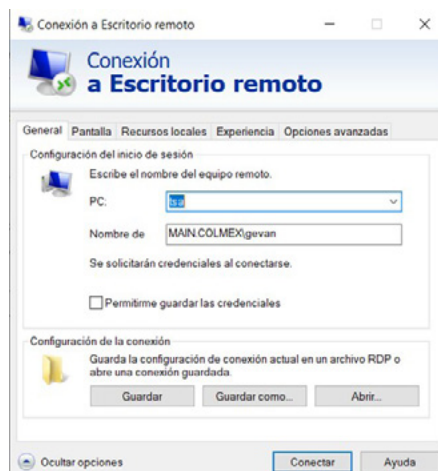 Conexión a Escritorio remoto
Conexión
a Escritorio remoto
General Pantalla Recursos locales Experiencia Opciones avanzadas
Configuración del inicio de sesión
Escribe el nombre del equipo remoto.
PC: tsa
Nombre de MAIN.COLMEX\gevan
Se solicitarán credenciales al conectarse.
Permitirme guardar las credenciales
Configuración de la conexión
Guarda la configuración de conexión actual en un archivo RDP o
abre una conexión guardada.
Guardar Guardar como... Abrir...
Ocultar opciones Conectar Ayuda